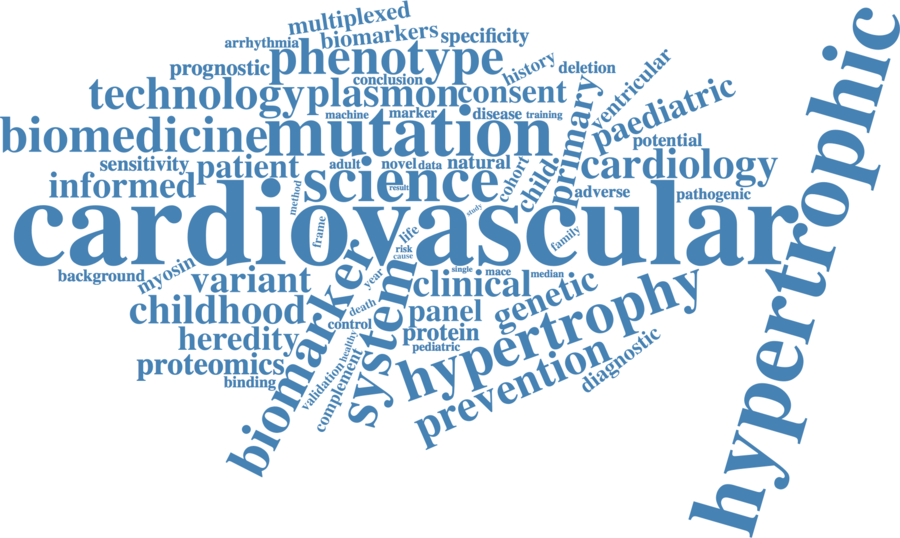 multiplexed
arrhythmia
biomarkers
specificity
hypertrophic
prognostic
phenotype
history
deletion
ventricular
conclusion
technology
plasmon
consent
primary
paediatric
machine
marker
disease
training
biomedicine
mutation
potential
sensitivity
patient
adult
novel
data
natural
cohort
child
cardiology
informed
method
science
result
adverse
pathogenic
cardiovascular
frame
life
study
family
risk
cause
background
myosin
variant
biomarker
year
system
single
mace
median
clinical
genetic
hypertrophy
childhood
death
panel
control
protein
heredity
healthy
pediatric
proteomics
binding
validation
complement
prevention
diagnostic